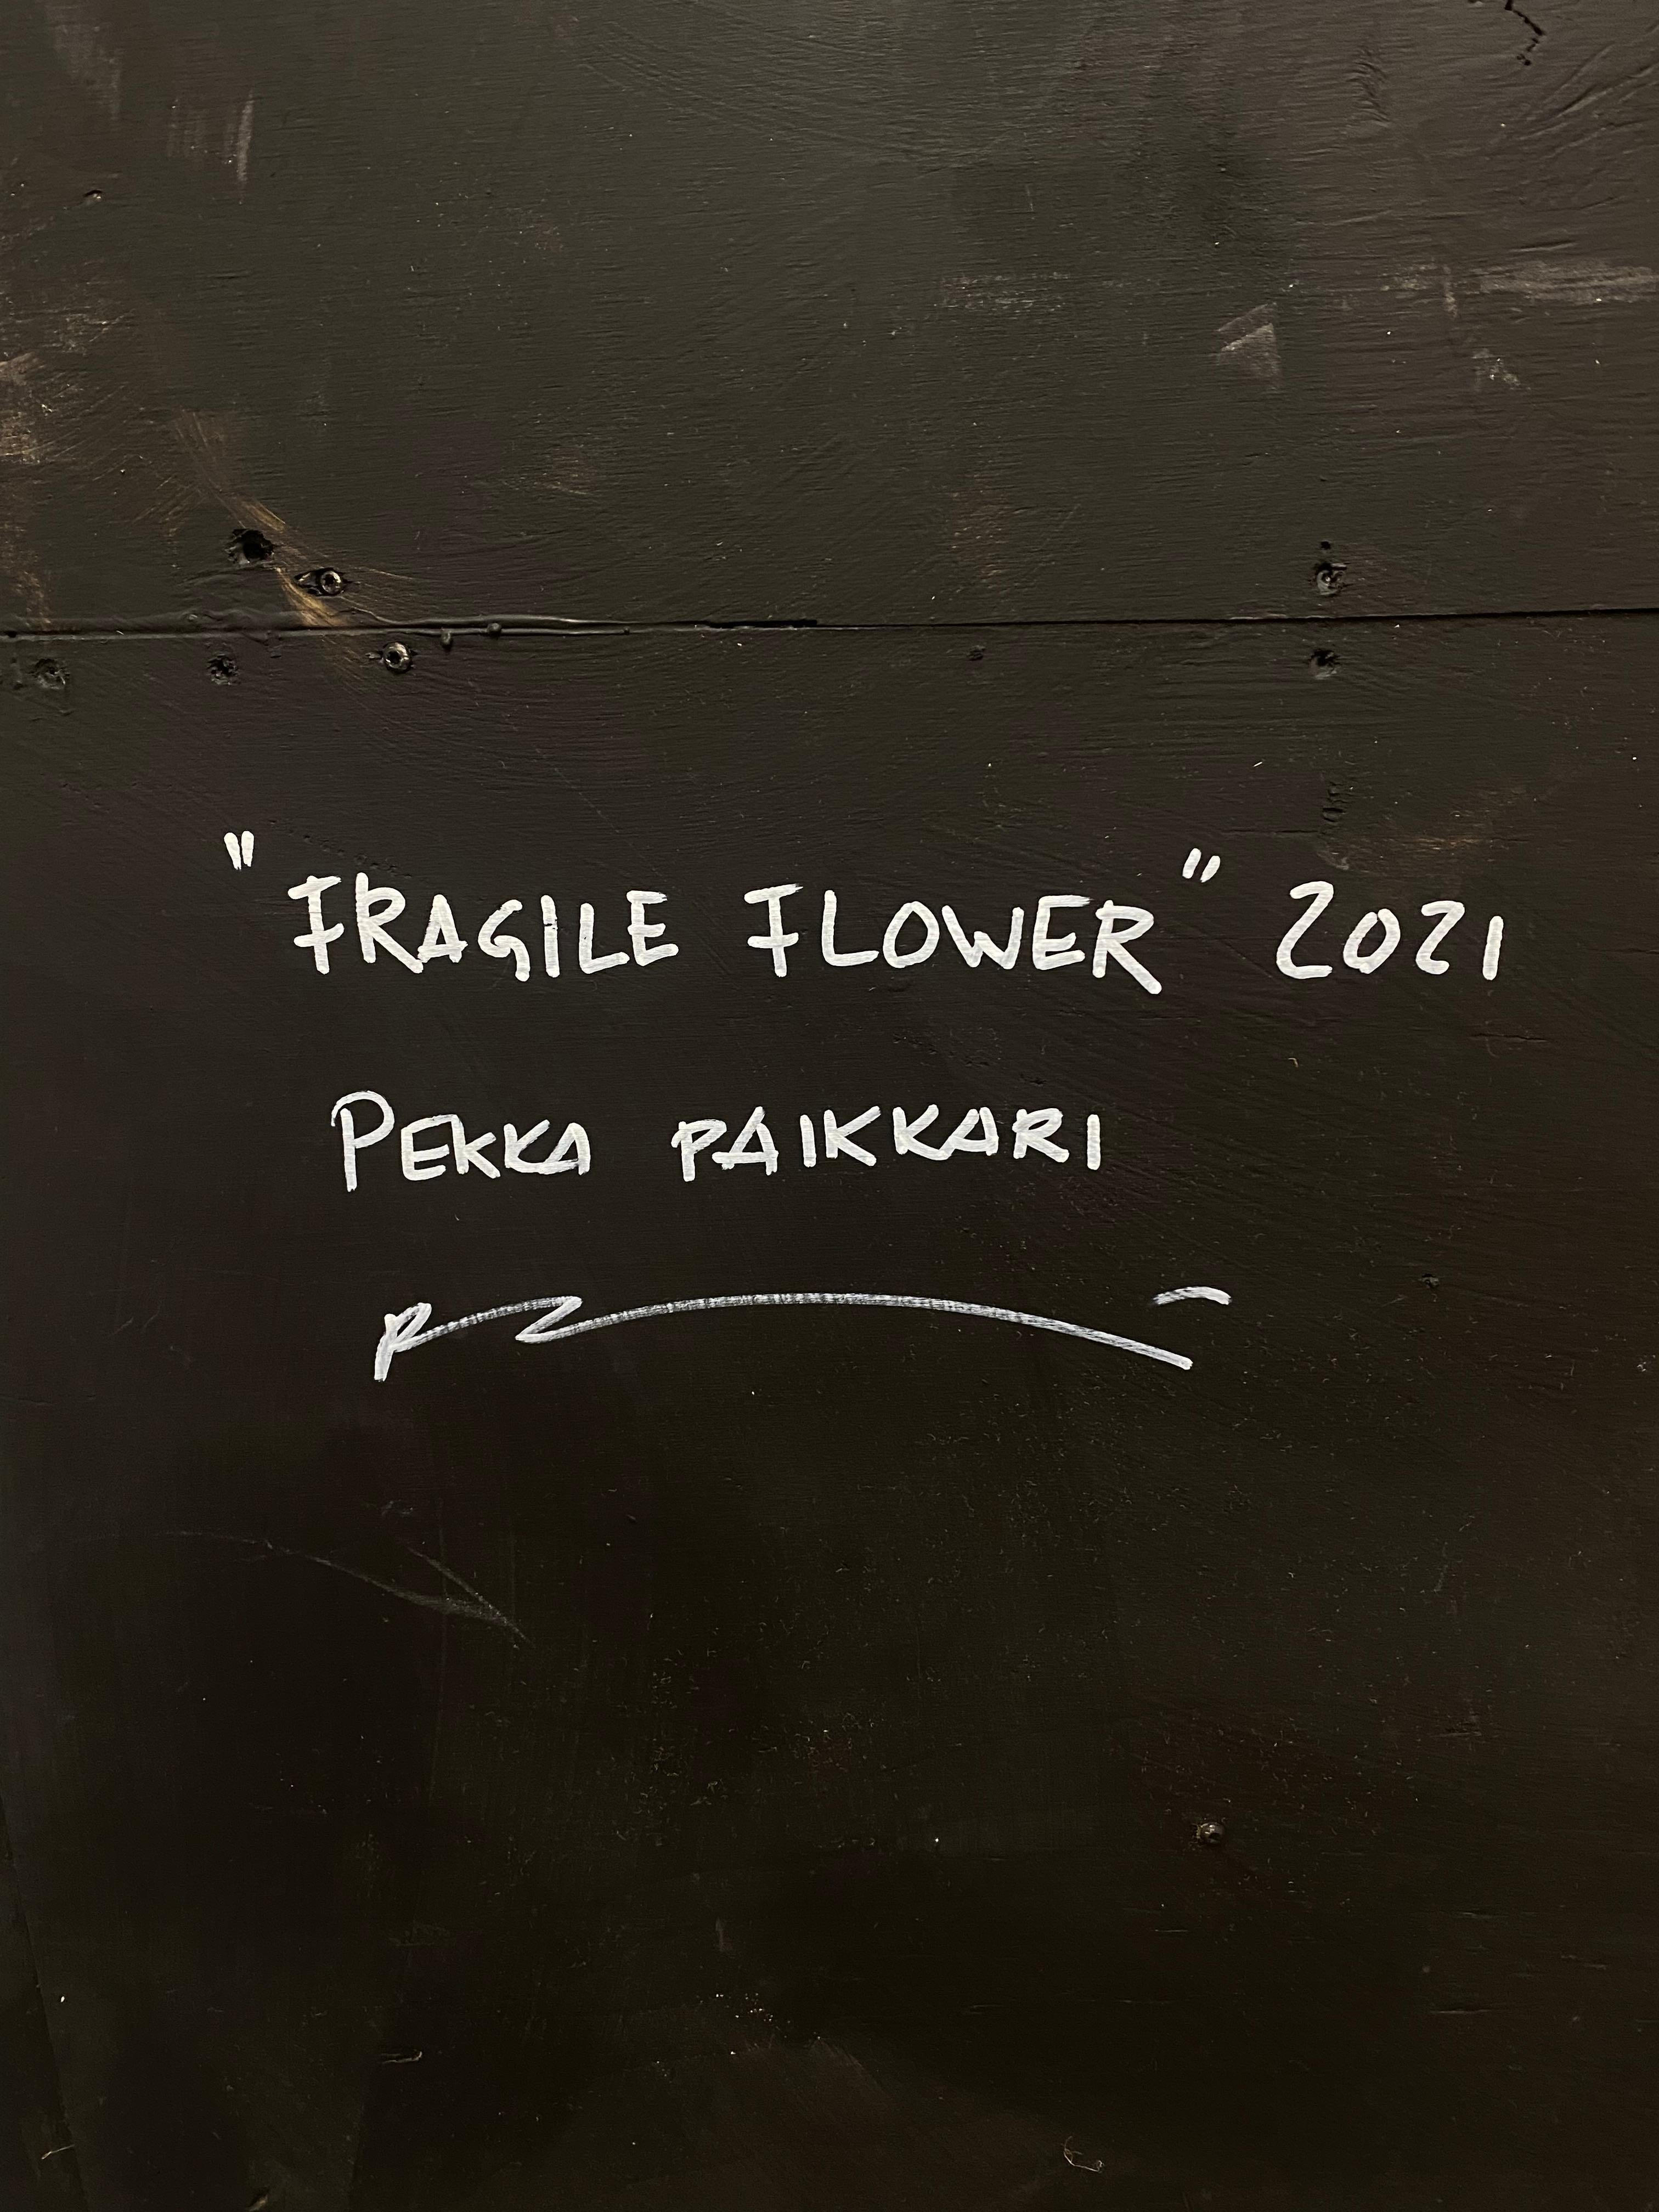 "FRAGILE FLOWER" 2021
PEKKA PAIKKARI